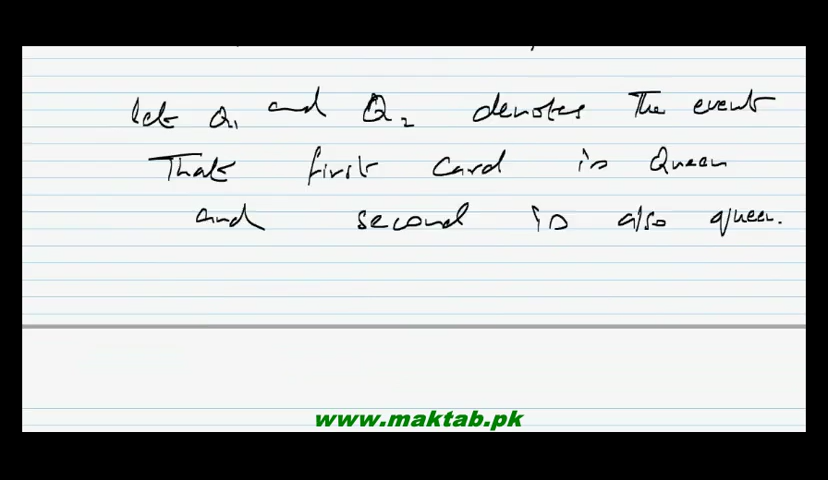 let Q1 and Q2 denotes The event
That first card is Queen
and second is also queen.
www.maktab.pk